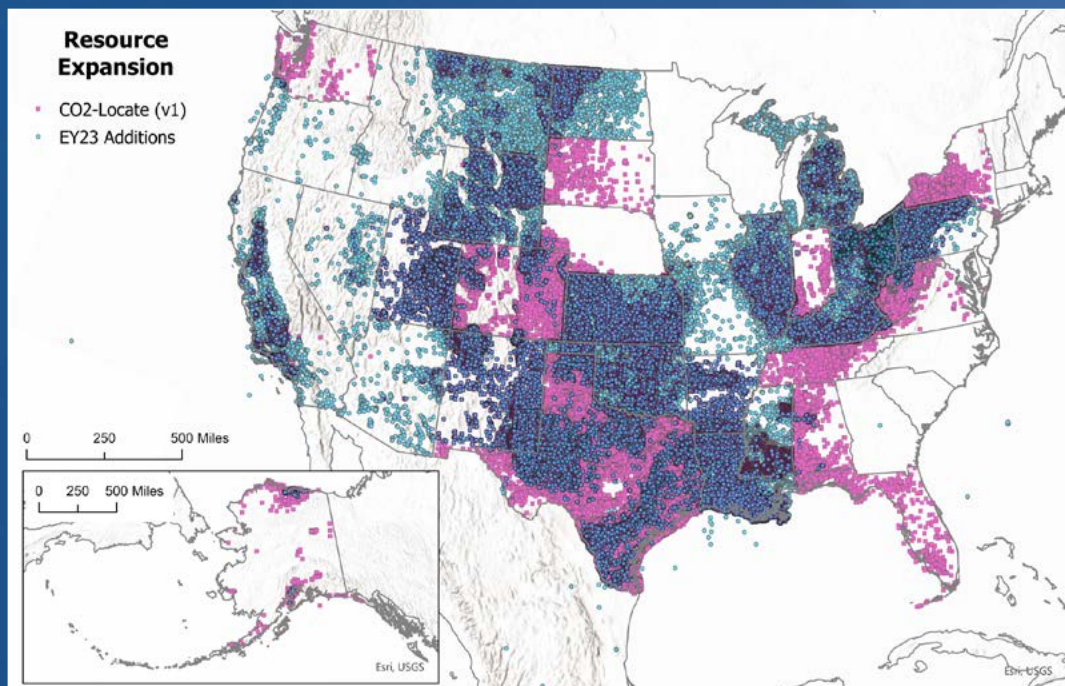 Resource
Expansion
CO2-Locate (v1)
EY23 Additions
0 250 500 Miles
0 250 500 Miles
Esri, USGS
Esri, USGS